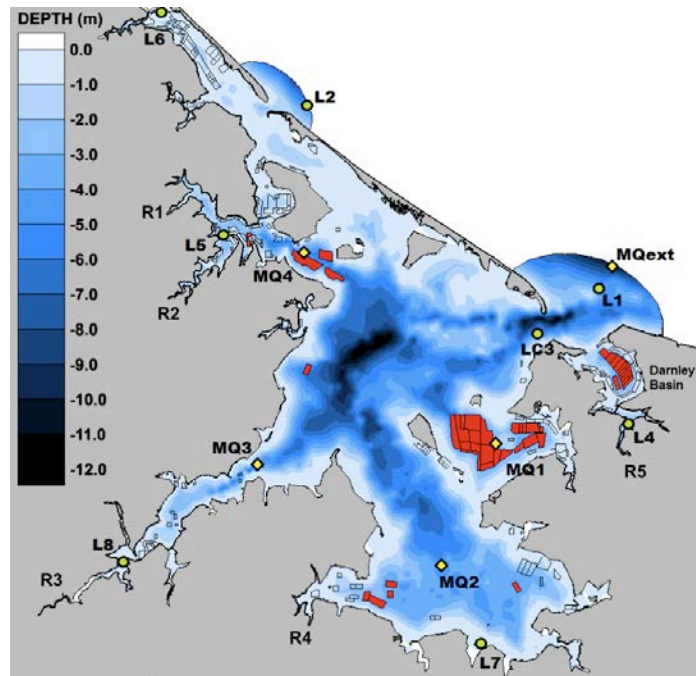 DEPTH (m)
0.0
-1.0
-2.0
-3.0
-4.0
-5.0
-6.0
-7.0
-8.0
-9.0
-10.0
-11.0
-12.0
L6
L2
R1
L5
R2
MQ4
MQext
L1
LC3
Darnley
Basin
L4
R5
MQ3
MQ1
L8
R3
MQ2
R4
L7